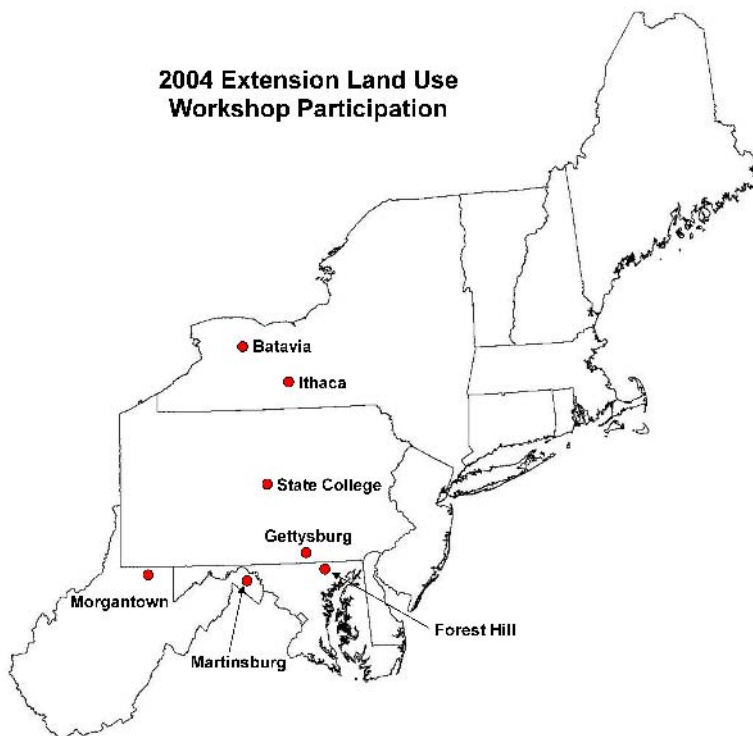 2004 Extension Land Use
Workshop Participation
Batavia
Ithaca
State College
Gettysburg
Morgantown
Forest Hill
Martinsburg